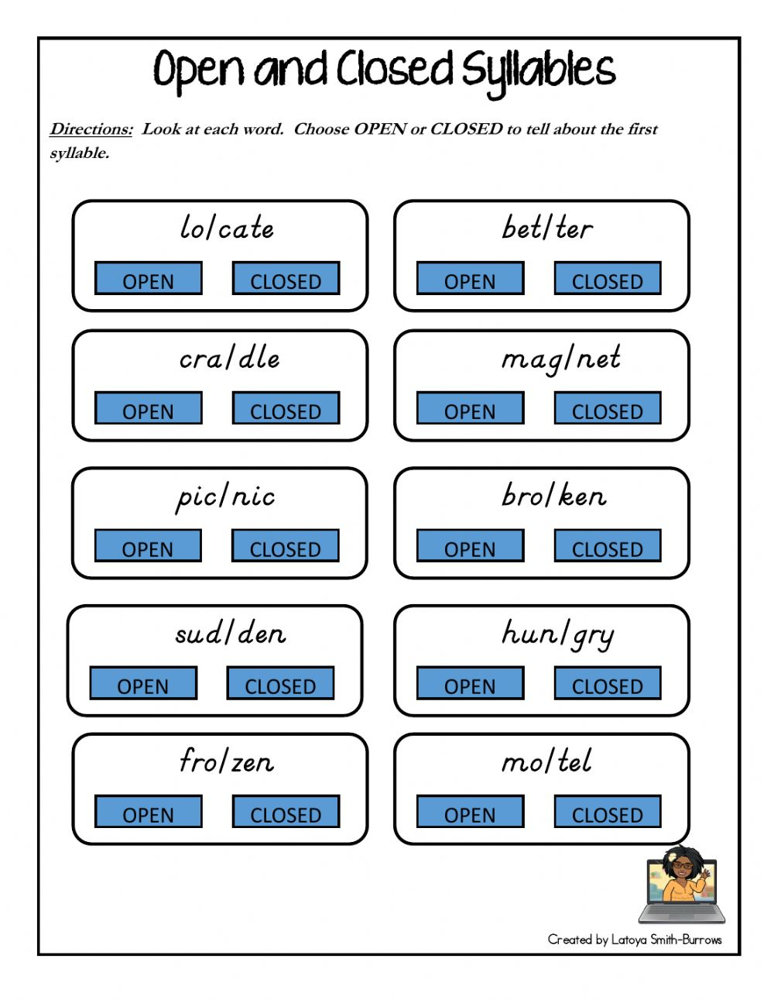 Open and Closed Syllables
Directions: Look at each word. Choose OPEN or CLOSED to tell about the first
syllable.
lo/cate
OPEN CLOSED
bet/ter
OPEN CLOSED
cra/dle
OPEN CLOSED
mag/net
OPEN CLOSED
pic/nic
OPEN CLOSED
bro/ken
OPEN CLOSED
sud/den
OPEN CLOSED
hun/gry
OPEN CLOSED
fro/zen
OPEN CLOSED
mo/tel
OPEN CLOSED
Created by Latoya Smith-Burrows